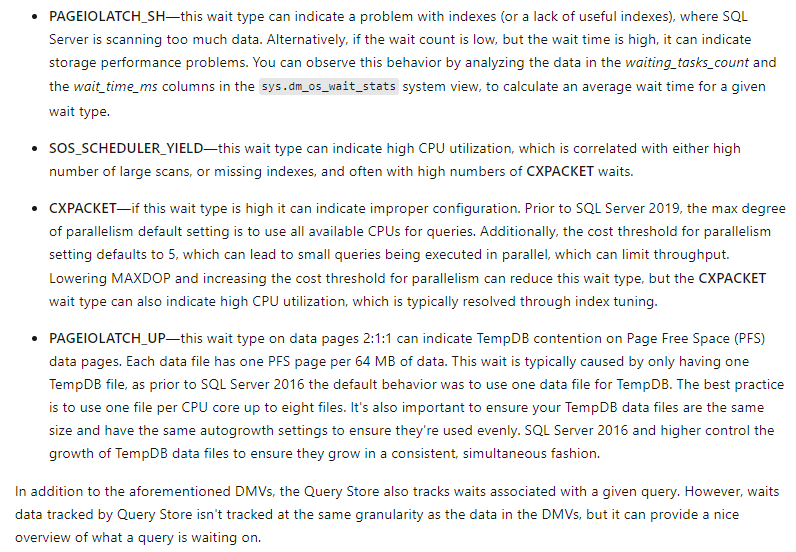 • PAGEIOLATCH_SH—this wait type can indicate a problem with indexes (or a lack of useful indexes), where SQL
Server is scanning too much data. Alternatively, if the wait count is low, but the wait time is high, it can indicate
storage performance problems. You can observe this behavior by analyzing the data in the waiting_tasks_count and
the wait_time_ms columns in the sys.dm_os_wait_stats system view, to calculate an average wait time for a given
wait type.
• SOS_SCHEDULER_YIELD—this wait type can indicate high CPU utilization, which is correlated with either high
number of large scans, or missing indexes, and often with high numbers of CXPACKET waits.
• CXPACKET—if this wait type is high it can indicate improper configuration. Prior to SQL Server 2019, the max degree
of parallelism default setting is to use all available CPUs for queries. Additionally, the cost threshold for parallelism
setting defaults to 5, which can lead to small queries being executed in parallel, which can limit throughput.
Lowering MAXDOP and increasing the cost threshold for parallelism can reduce this wait type, but the CXPACKET
wait type can also indicate high CPU utilization, which is typically resolved through index tuning.
• PAGEIOLATCH_UP—this wait type on data pages 2:1:1 can indicate TempDB contention on Page Free Space (PFS)
data pages. Each data file has one PFS page per 64 MB of data. This wait is typically caused by only having one
TempDB file, as prior to SQL Server 2016 the default behavior was to use one data file for TempDB. The best practice
is to use one file per CPU core up to eight files. It's also important to ensure your TempDB data files are the same
size and have the same autogrowth settings to ensure they're used evenly. SQL Server 2016 and higher control the
growth of TempDB data files to ensure they grow in a consistent, simultaneous fashion.
In addition to the aforementioned DMVs, the Query Store also tracks waits associated with a given query. However, waits
data tracked by Query Store isn't tracked at the same granularity as the data in the DMVs, but it can provide a nice
overview of what a query is waiting on.